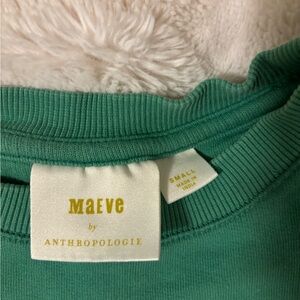 MaEve
by
ANTHROPOLOGIE
SMALL
MADE IN
INDIA